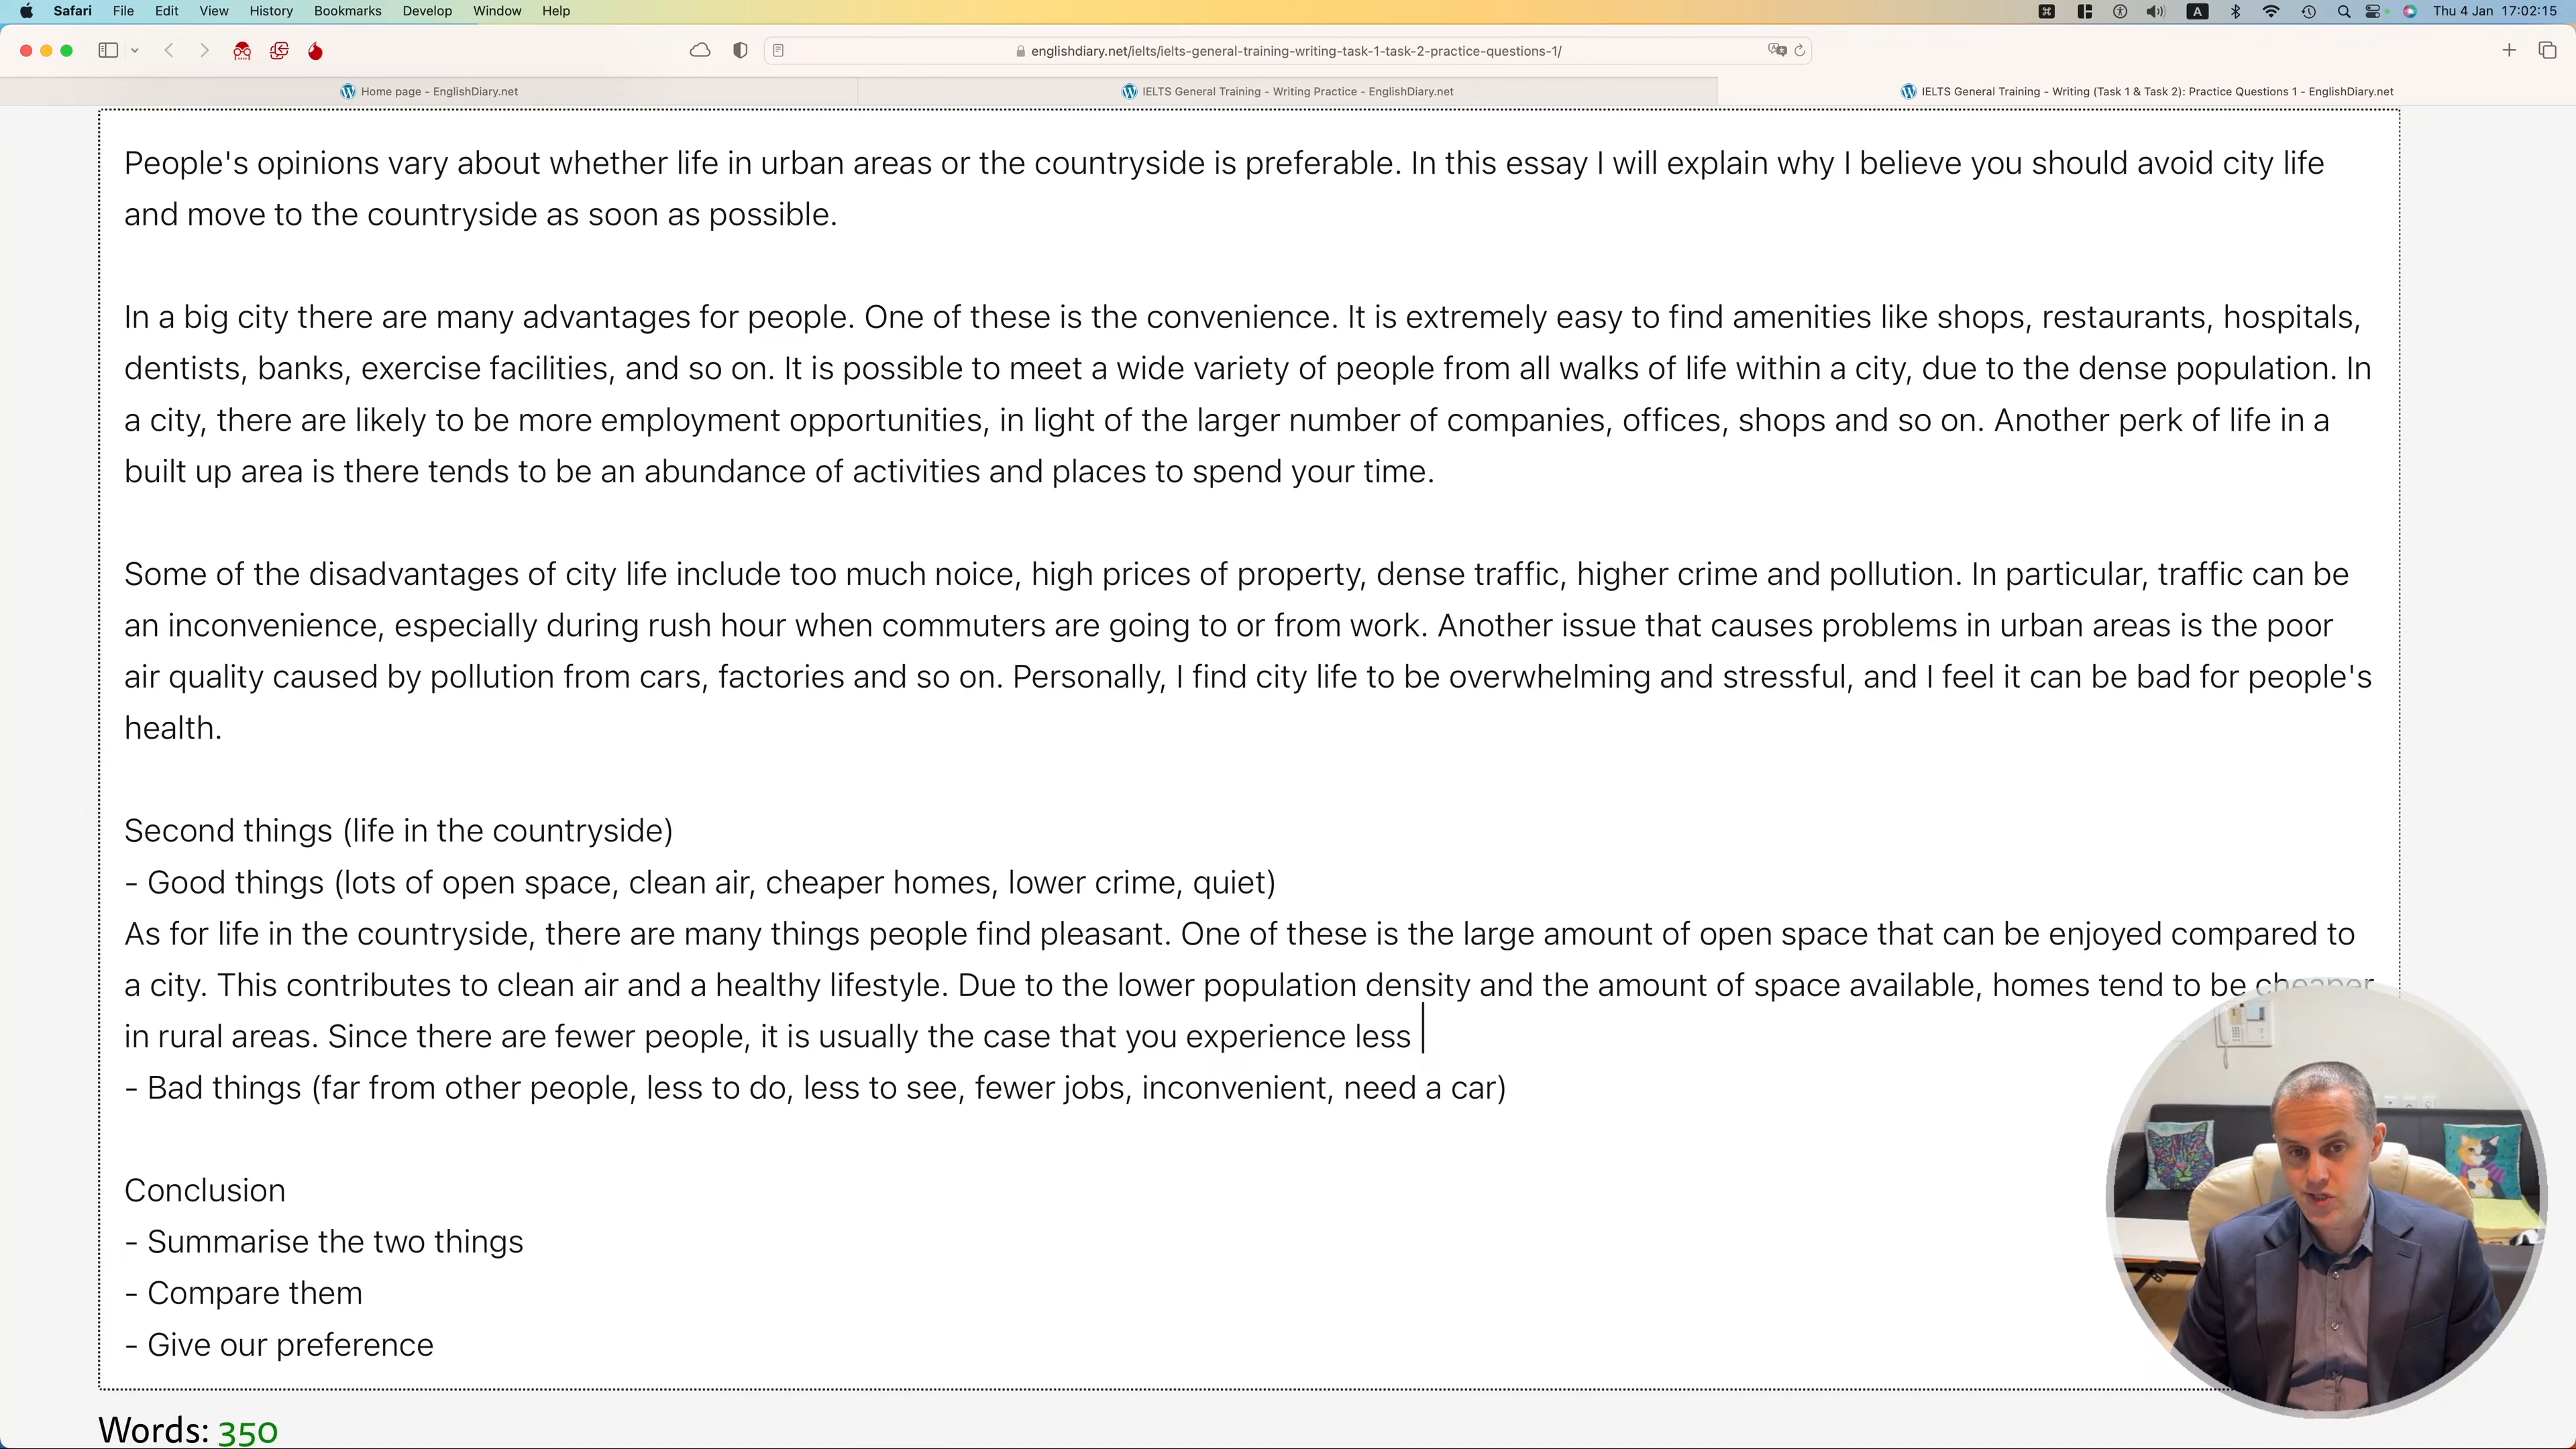 Safari File Edit View History Bookmarks Develop Window Help A Thu 4 Jan 17:02:15
englishdiary.net/ielts/ielts-general-training-writing-task-1-task-2-practice-questions-1/
Home page - EnglishDiary.net IELTS General Training - Writing Practice - EnglishDiary.net IELTS General Training - Writing (Task 1 & Task 2): Practice Questions 1 - EnglishDiary.net
People's opinions vary about whether life in urban areas or the countryside is preferable. In this essay I will explain why I believe you should avoid city life
and move to the countryside as soon as possible.
In a big city there are many advantages for people. One of these is the convenience. It is extremely easy to find amenities like shops, restaurants, hospitals,
dentists, banks, exercise facilities, and so on. It is possible to meet a wide variety of people from all walks of life within a city, due to the dense population. In
a city, there are likely to be more employment opportunities, in light of the larger number of companies, offices, shops and so on. Another perk of life in a
built up area is there tends to be an abundance of activities and places to spend your time.
Some of the disadvantages of city life include too much noice, high prices of property, dense traffic, higher crime and pollution. In particular, traffic can be
an inconvenience, especially during rush hour when commuters are going to or from work. Another issue that causes problems in urban areas is the poor
air quality caused by pollution from cars, factories and so on. Personally, I find city life to be overwhelming and stressful, and I feel it can be bad for people's
health.
Second things (life in the countryside)
- Good things (lots of open space, clean air, cheaper homes, lower crime, quiet)
As for life in the countryside, there are many things people find pleasant. One of these is the large amount of open space that can be enjoyed compared to
a city. This contributes to clean air and a healthy lifestyle. Due to the lower population density and the amount of space available, homes tend to be cheaper
in rural areas. Since there are fewer people, it is usually the case that you experience less
- Bad things (far from other people, less to do, less to see, fewer jobs, inconvenient, need a car)
Conclusion
- Summarise the two things
- Compare them
- Give our preference
Words: 350